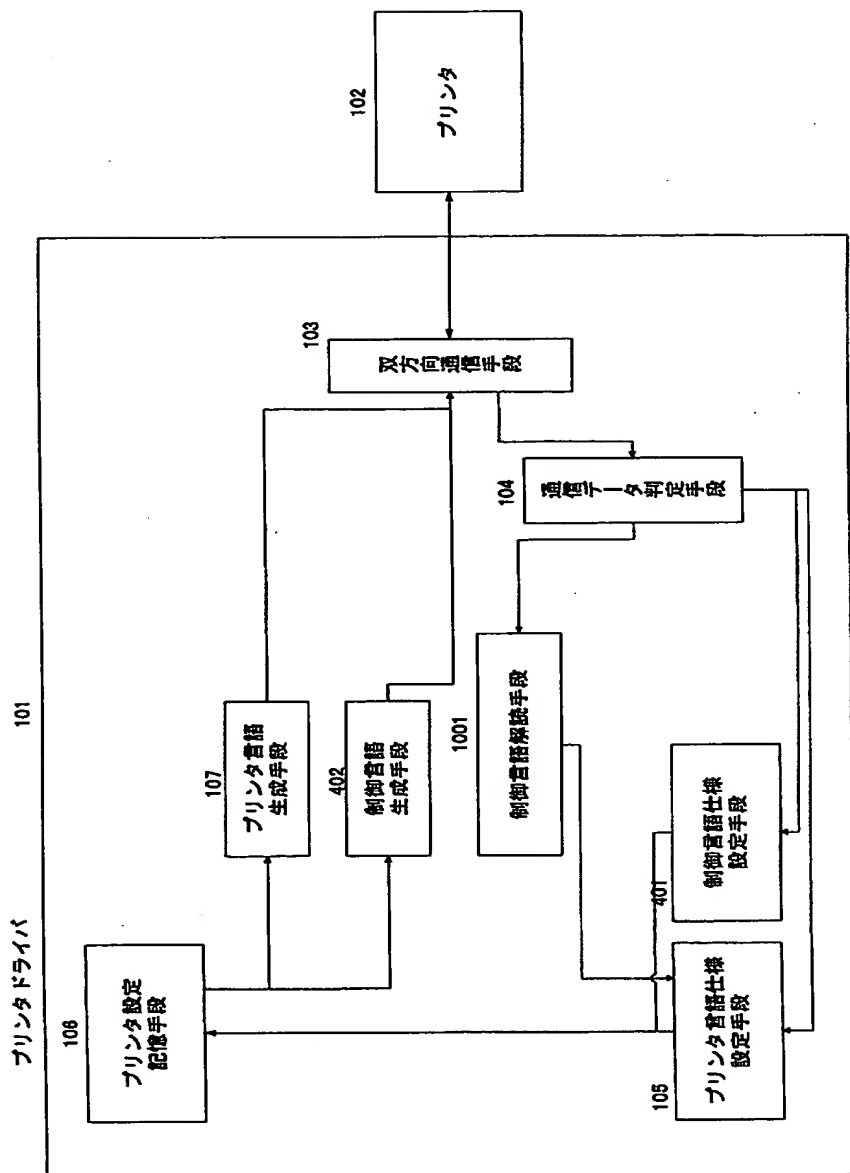 プリンタドライバ
101
106
プリンタ設定
記憶手段
107
プリンタ言語
生成手段
402
制御言語
生成手段
103
双方向通信手段
102
プリンタ
104
通信データ判定手段
1001
制御言語解読手段
401
制御言語仕様
設定手段
105
プリンタ言語仕様
設定手段